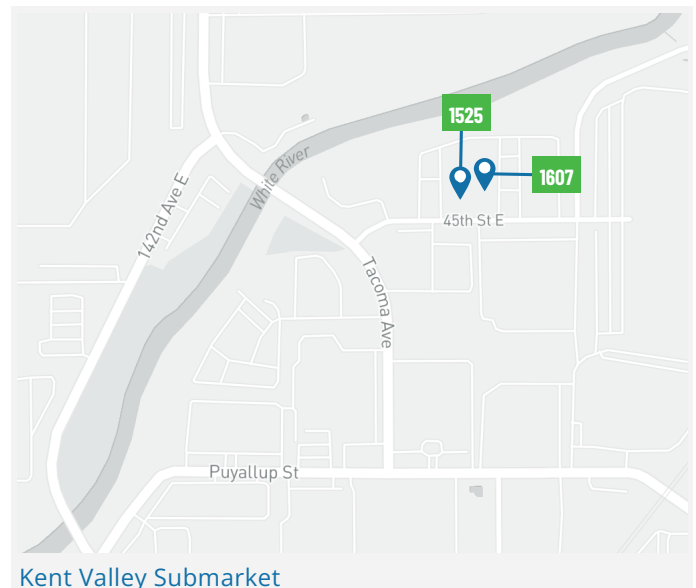 1525
White River
1607
142nd Ave E
45th St E
Tacoma Ave
Puyallup St
Kent Valley Submarket